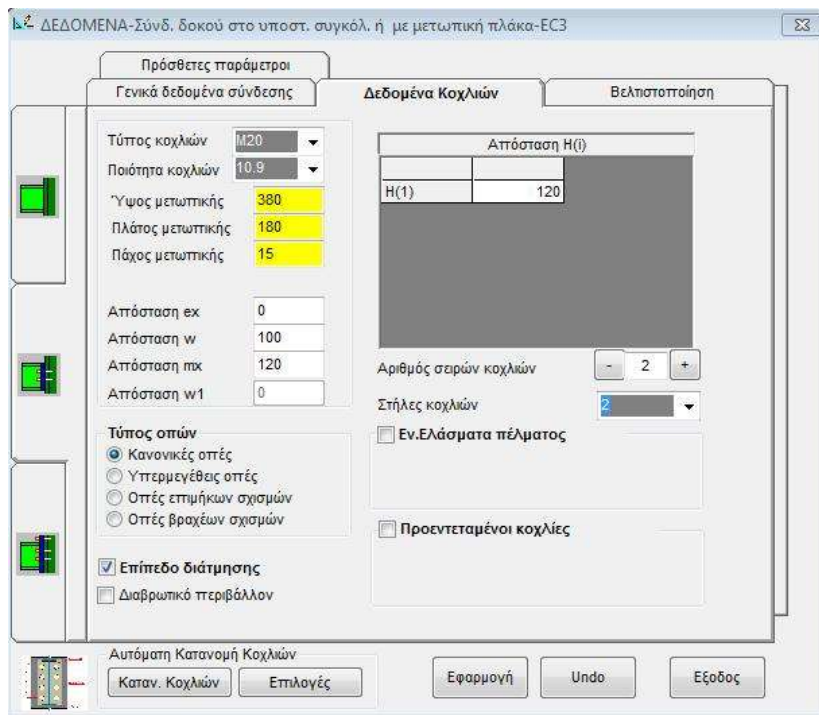 ΔΕΔΟΜΕΝΑ-Σύνδ. δοκού στο υποστ. συγκόλ. ή με μετωπική πλάκα-EC3
Πρόσθετες παράμετροι
Γενικά δεδομένα σύνδεσης
Δεδομένα Κοχλιών
Βελτιστοποίηση
Τύπος κοχλιών M20
Ποιότητα κοχλιών 10.9
Ύψος μετωπικής 380
Πλάτος μετωπικής 180
Πάχος μετωπικής 15
Απόσταση ex 0
Απόσταση w 100
Απόσταση mx 120
Απόσταση w1 0
Τύπος οπών
Κανονικές οπές
Υπερμεγέθεις οπές
Οπές επιμήκων σχισμών
Οπές βραχέων σχισμών
Επίπεδο διάτμησης
Διαβρωτικό περιβάλλον
Απόσταση H(i)
H(1) 120
Αριθμός σειρών κοχλιών - 2 +
Στήλες κοχλιών 2
Εν.Ελάσματα πέλματος
Προεντεταμένοι κοχλίες
Αυτόματη Κατανομή Κοχλιών
Καταν. Κοχλιών
Επιλογές
Εφαρμογή
Undo
Εξοδος